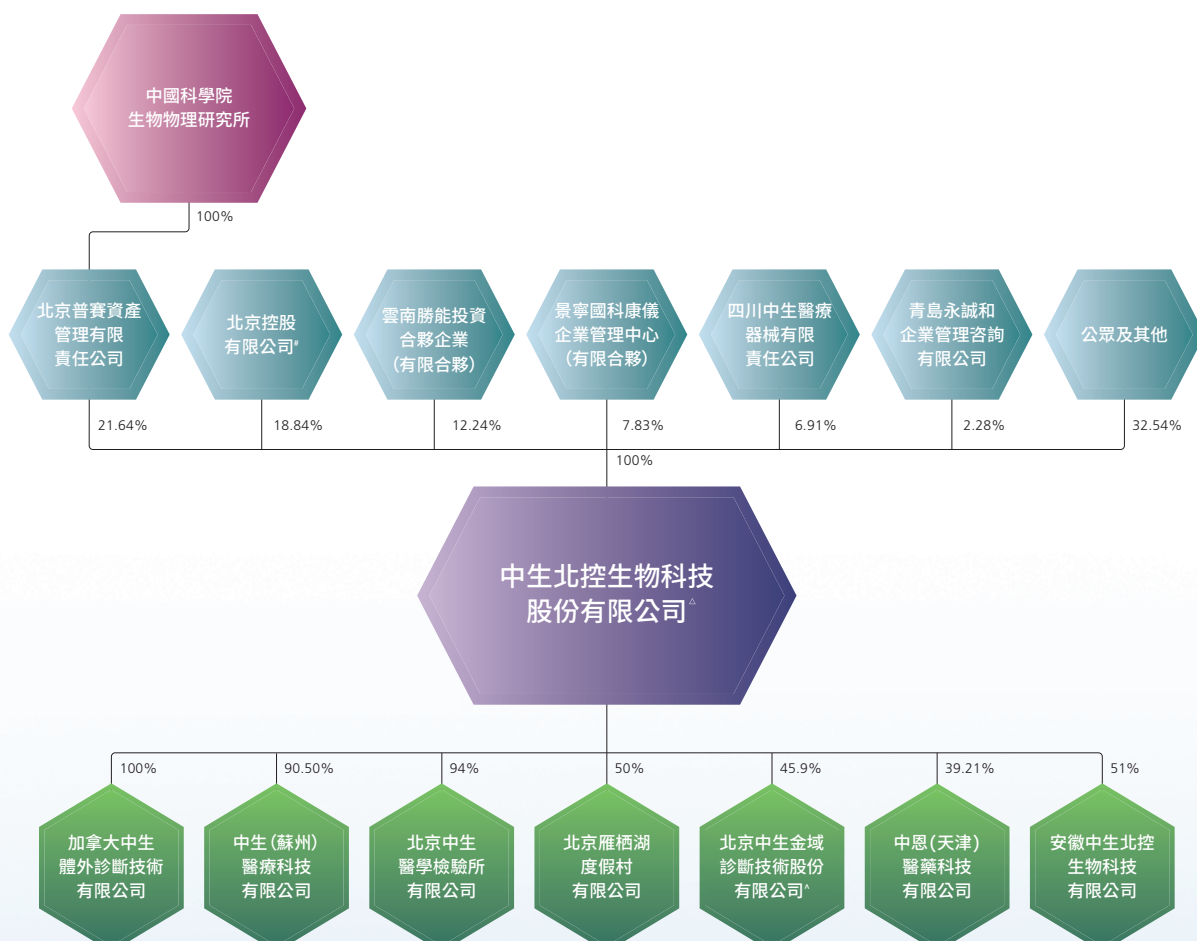 中國科學院
生物物理研究所
100%
北京普賽資產
管理有限
責任公司
北京控股
有限公司#
雲南勝能投資
合夥企業
(有限合夥)
景寧國科康儀
企業管理中心
(有限合夥)
四川中生醫療
器械有限
責任公司
青島永誠和
企業管理咨詢
有限公司
公眾及其他
21.64%
18.84%
12.24%
7.83%
6.91%
2.28%
32.54%
100%
中生北控生物科技
股份有限公司△
100%
90.50%
94%
50%
45.9%
39.21%
51%
加拿大中生
體外診斷技術
有限公司
中生(蘇州)
醫療科技
有限公司
北京中生
醫學檢驗所
有限公司
北京雁栖湖
度假村
有限公司
北京中生金域
診斷技術股份
有限公司^
中恩(天津)
醫藥科技
有限公司
安徽中生北控
生物科技
有限公司